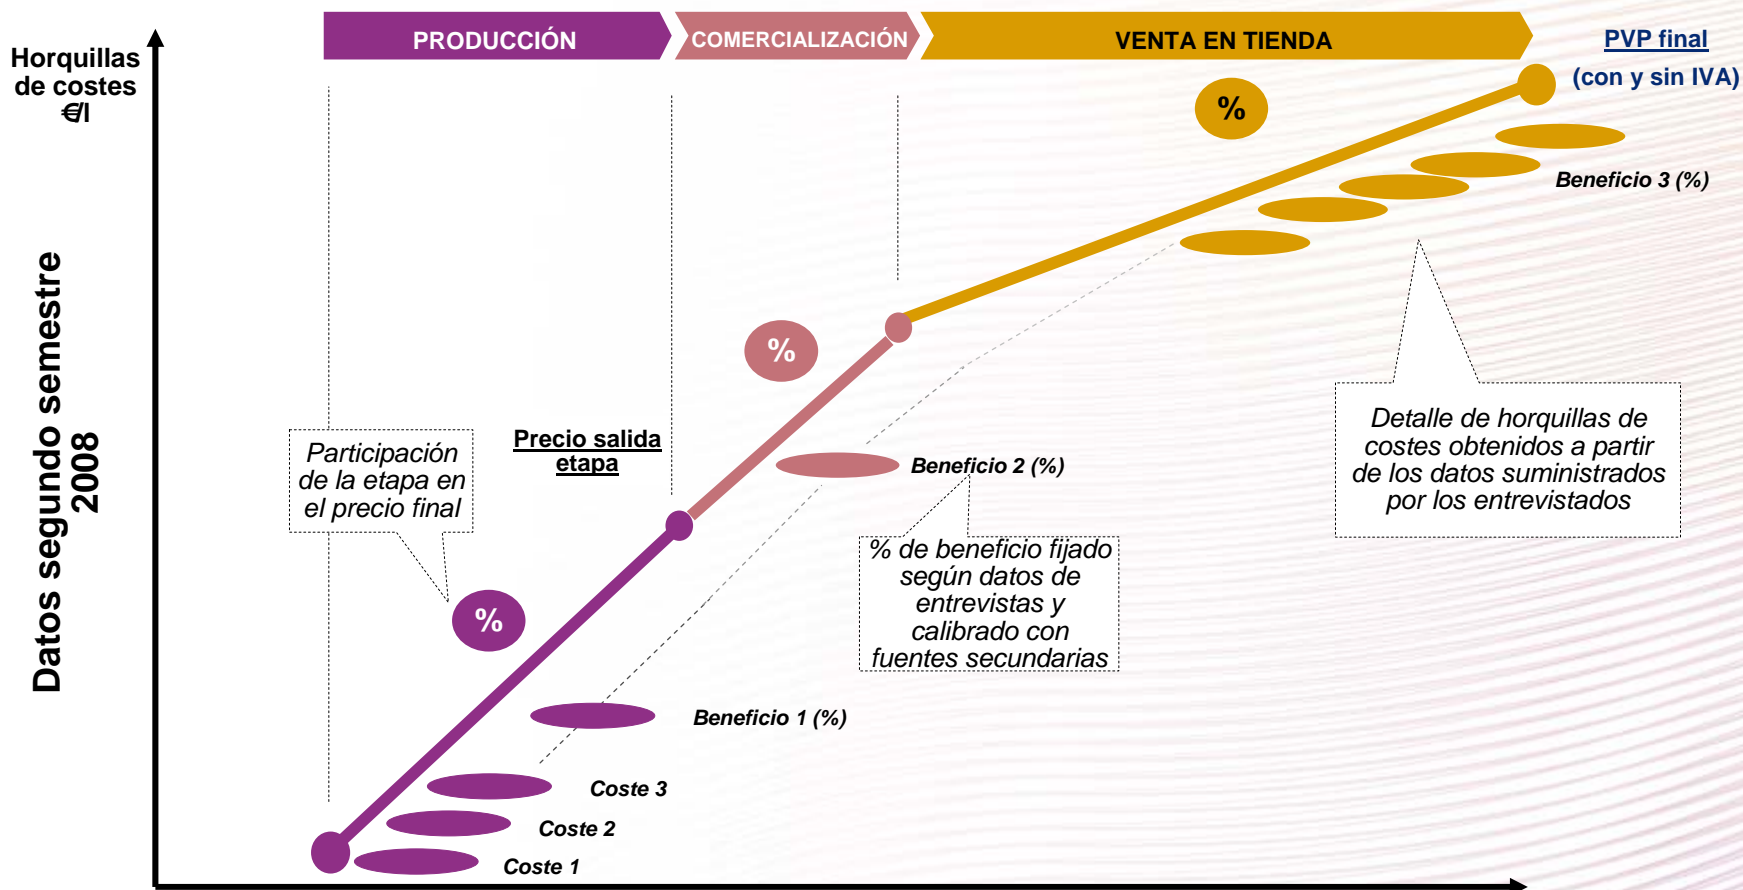 PRODUCCIÓN
COMERCIALIZACIÓN
VENTA EN TIENDA
PVP final
(con y sin IVA)
Horquillas
de costes
€/l
%
Beneficio 3 (%)
Datos segundo semestre
2008
%
Detalle de horquillas de
costes obtenidos a partir
de los datos suministrados
por los entrevistados
Participación
de la etapa en
el precio final
Precio salida
etapa
Beneficio 2 (%)
% de beneficio fijado
según datos de
entrevistas y
calibrado con
fuentes secundarias
%
Beneficio 1 (%)
Coste 3
Coste 2
Coste 1